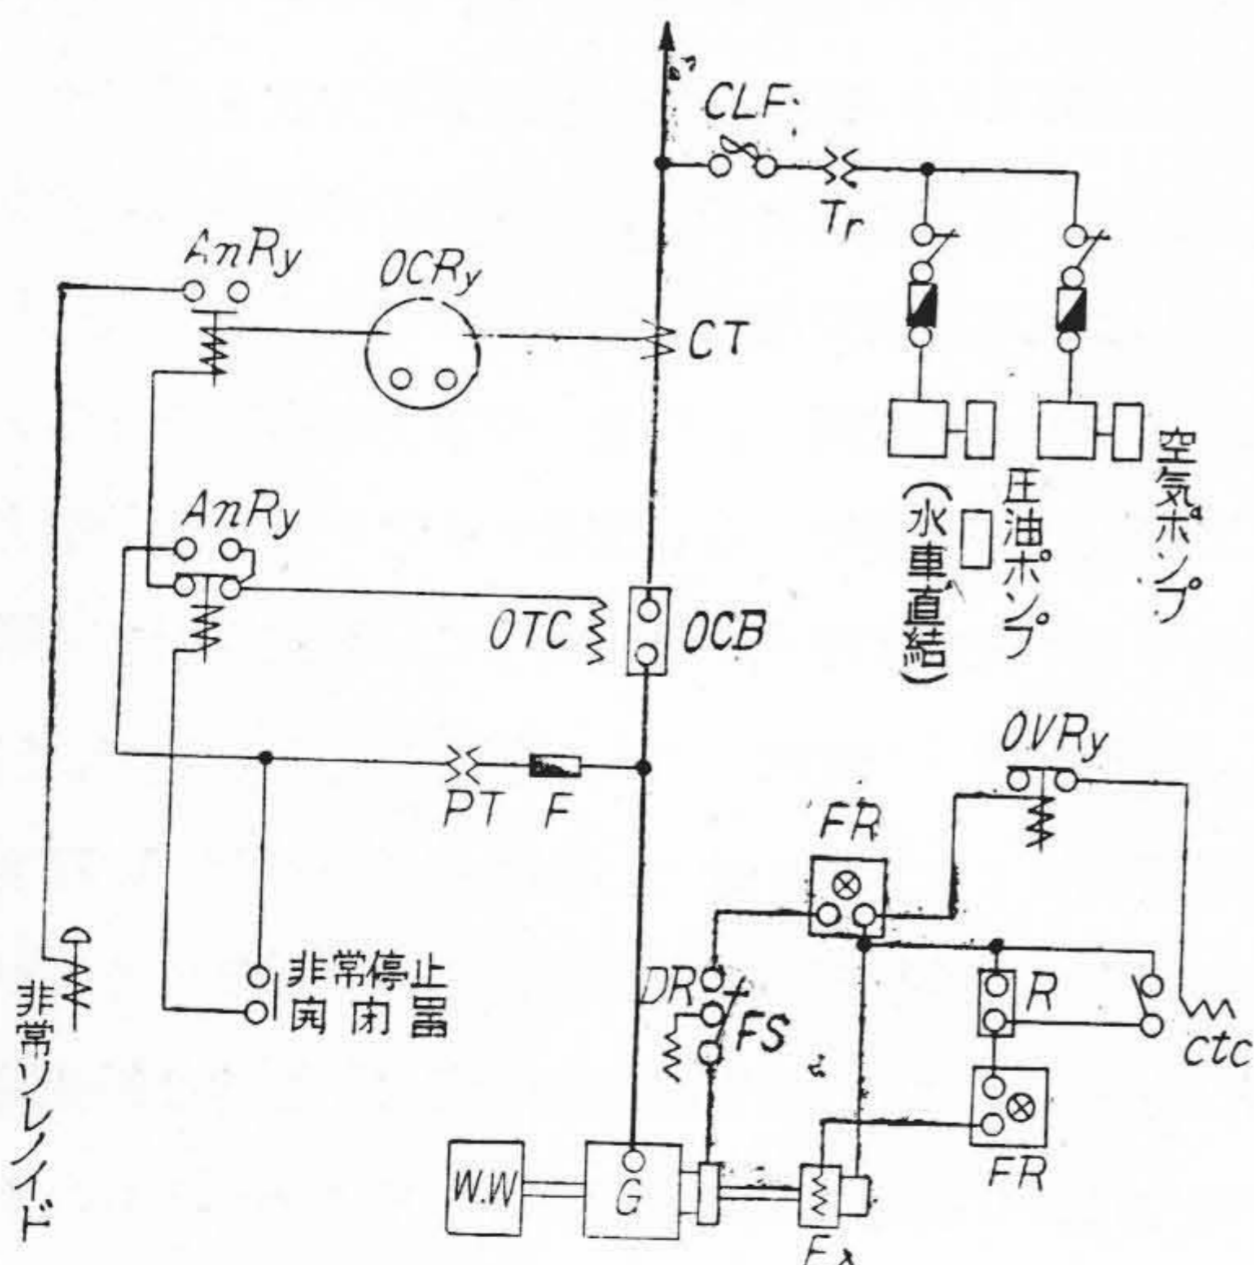 CLF
Tr
AnRy
OCRy
CT
空気ポンプ
圧油ポンプ
(水車直結)
AnRy
OTC
OCB
PT
F
OVRy
FR
DR
FS
R
ctc
非常停止
開閉器
非常ソレノイド
W.W
G
FR
Ex